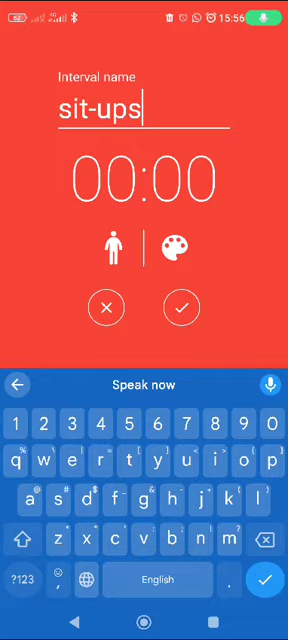 62 15:56
Interval name
sit-ups
00:00
Speak now
1 2 3 4 5 6 7 8 9 0
q w e r t y u i o p
a s d f g h j k l
z x c v b n m
?123 , English .